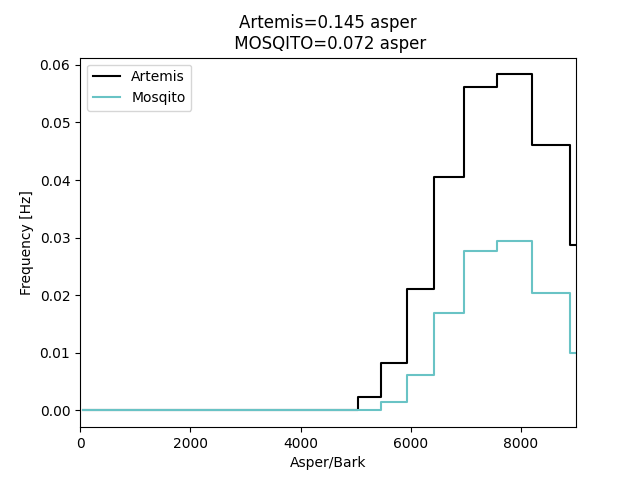 Artemis=0.145 asper
MOSQITO=0.072 asper
Artemis
Mosqito
0.06
0.05
0.04
0.03
0.02
0.01
0.00
Frequency [Hz]
0 2000 4000 6000 8000
Asper/Bark